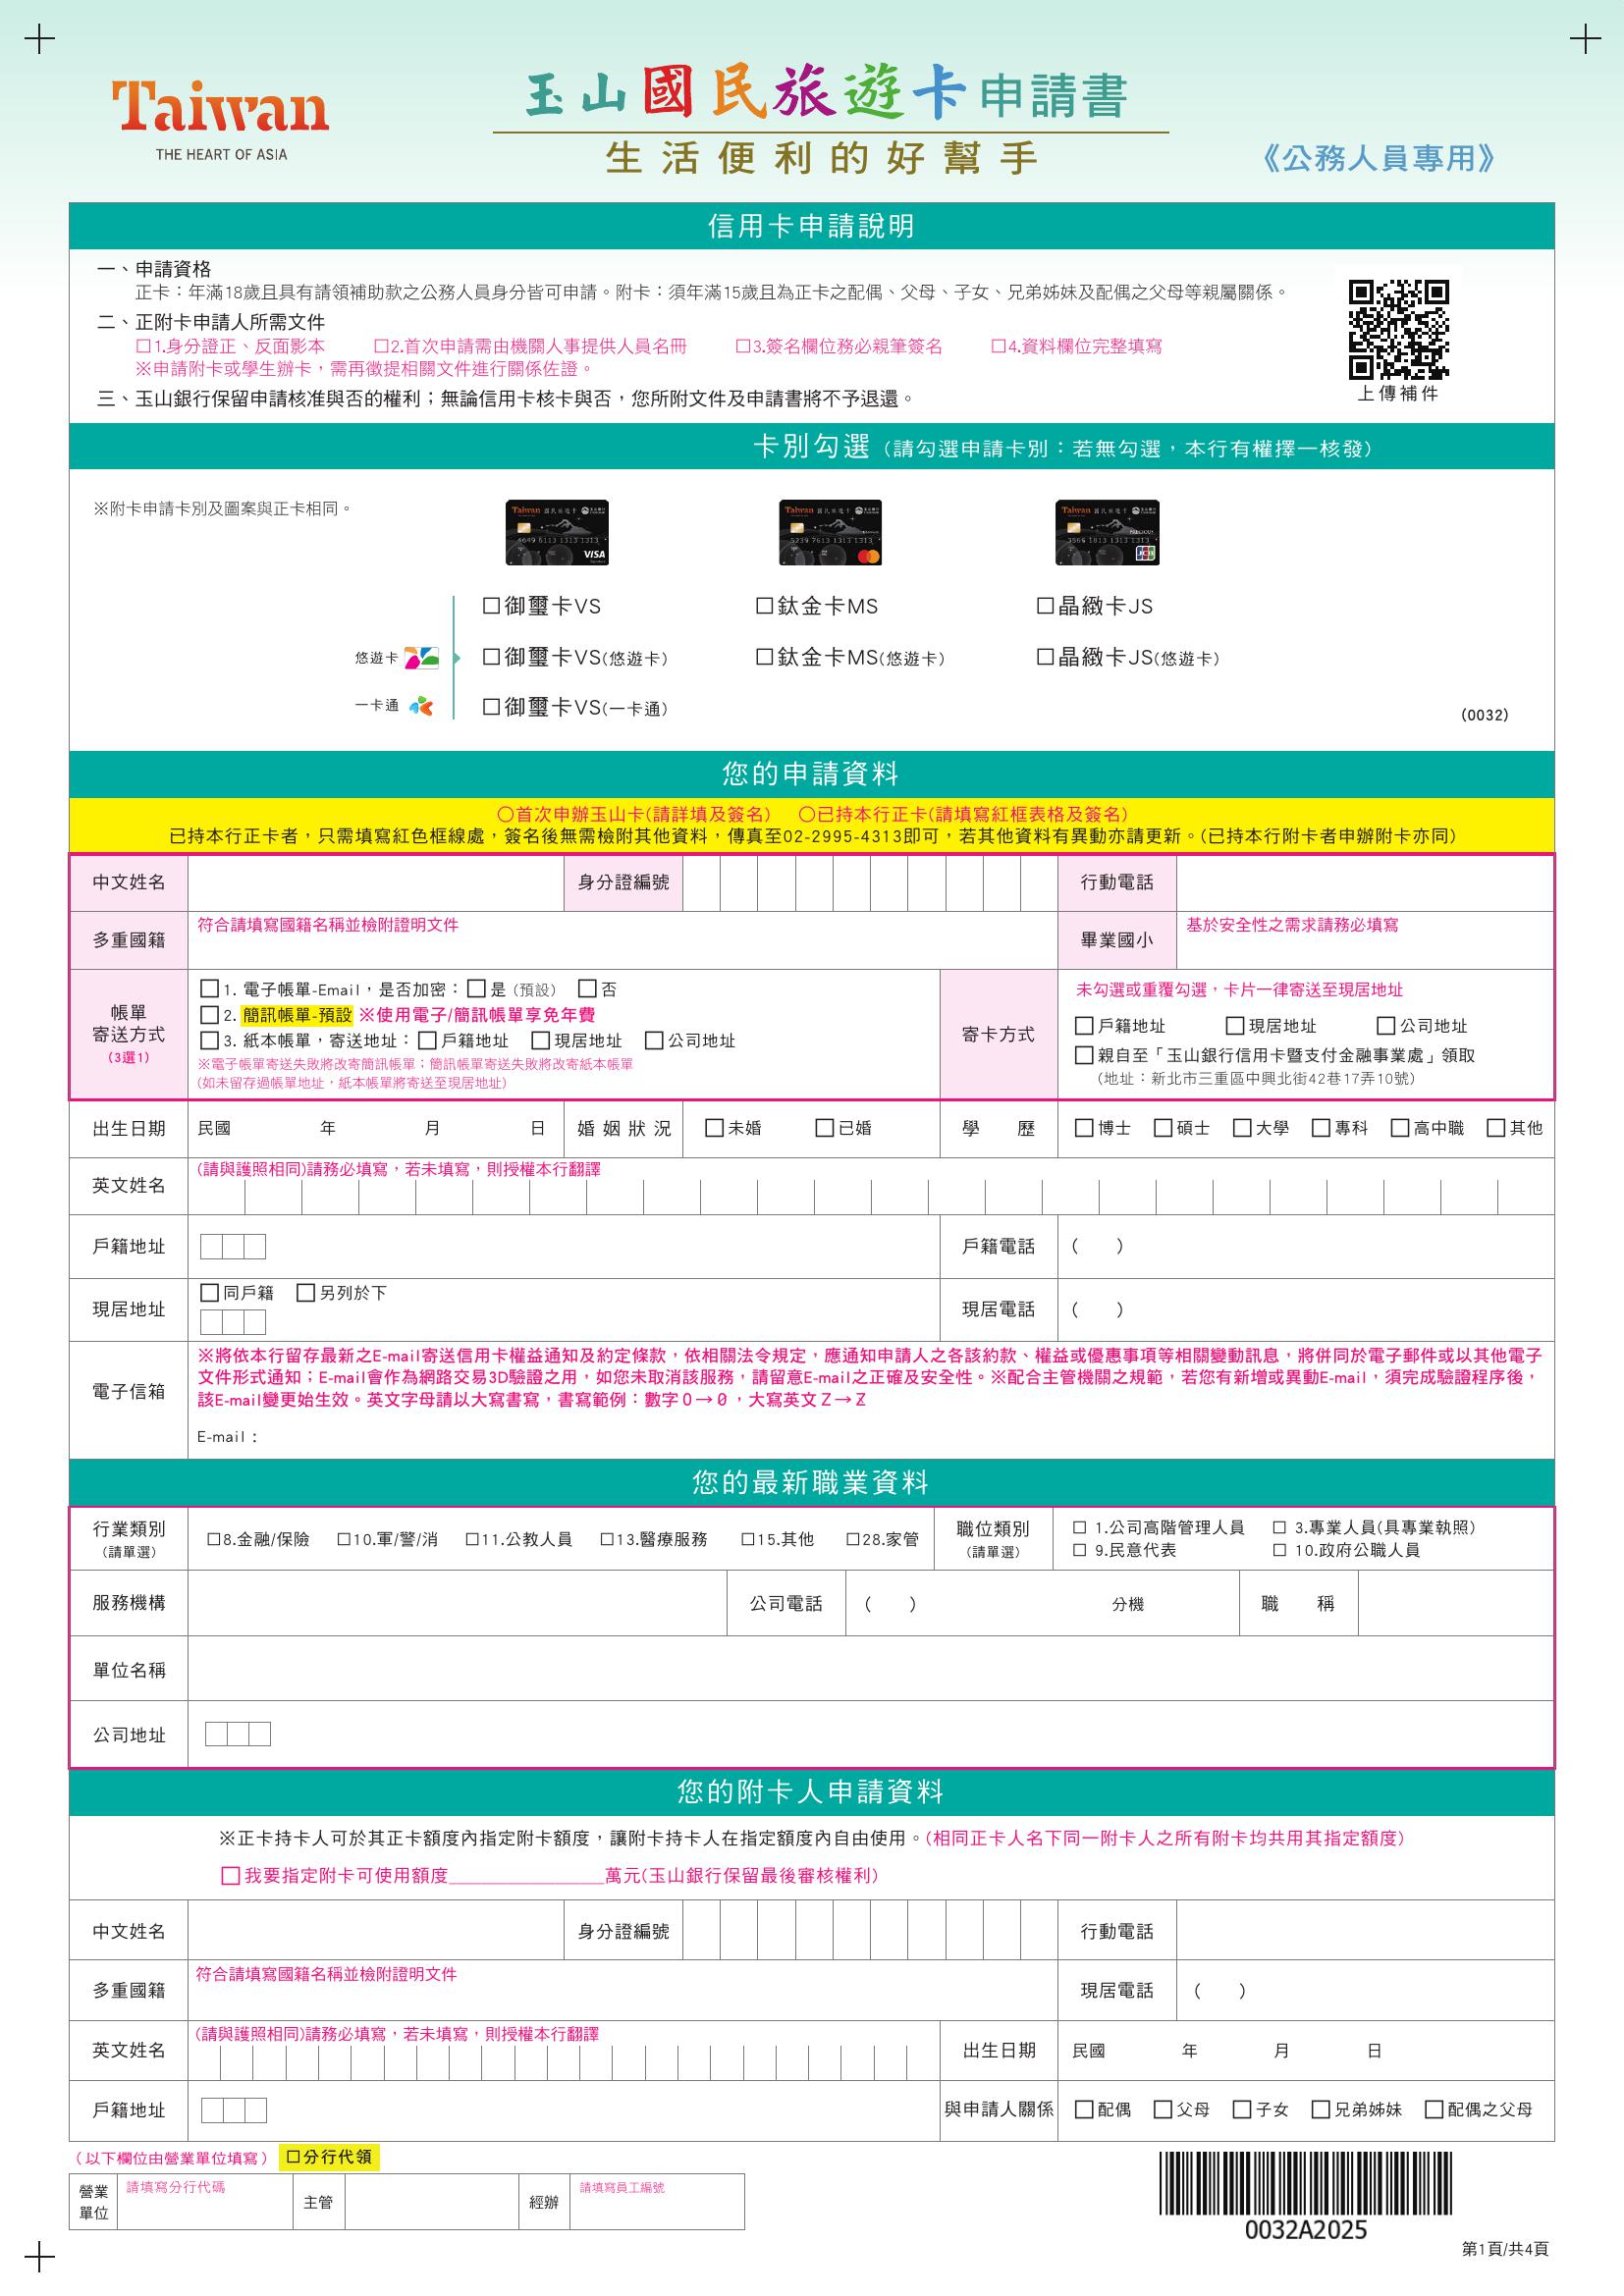 Taiwan
THE HEART OF ASIA
玉山國民旅遊卡申請書
生活便利的好幫手
《公務人員專用》
信用卡申請說明
一、申請資格
正卡：年滿18歲且具有請領補助款之公務人員身分皆可申請。附卡：須年滿15歲且為正卡之配偶、父母、子女、兄弟姊妹及配偶之父母等親屬關係。
二、正附卡申請人所需文件
□1.身分證正、反面影本 □2.首次申請需由機關人事提供人員名冊 □3.簽名欄位務必親筆簽名 □4.資料欄位完整填寫
※申請附卡或學生辦卡，需再徵提相關文件進行關係佐證。
三、玉山銀行保留申請核准與否的權利；無論信用卡核卡與否，您所附文件及申請書將不予退還。
上傳補件
卡別勾選（請勾選申請卡別：若無勾選，本行有權擇一核發）
※附卡申請卡別及圖案與正卡相同。
□御璽卡VS □鈦金卡MS □晶緻卡JS
悠遊卡 □御璽卡VS(悠遊卡) □鈦金卡MS(悠遊卡) □晶緻卡JS(悠遊卡)
一卡通 □御璽卡VS(一卡通)
(0032)
您的申請資料
○首次申辦玉山卡(請詳填及簽名) ○已持本行正卡(請填寫紅框表格及簽名)
已持本行正卡者，只需填寫紅色框線處，簽名後無需檢附其他資料，傳真至02-2995-4313即可，若其他資料有異動亦請更新。(已持本行附卡者申辦附卡亦同)
中文姓名 身分證編號 行動電話
多重國籍 符合請填寫國籍名稱並檢附證明文件 畢業國小 基於安全性之需求請務必填寫
帳單寄送方式 (3選1)
□1. 電子帳單-Email，是否加密：□是 (預設) □否
□2. 簡訊帳單-預設 ※使用電子/簡訊帳單享免年費
□3. 紙本帳單，寄送地址：□戶籍地址 □現居地址 □公司地址
※電子帳單寄送失敗將改寄簡訊帳單；簡訊帳單寄送失敗將改寄紙本帳單
(如未留存過帳單地址，紙本帳單將寄送至現居地址)
寄卡方式
未勾選或重覆勾選，卡片一律寄送至現居地址
□戶籍地址 □現居地址 □公司地址
□親自至「玉山銀行信用卡暨支付金融事業處」領取
(地址：新北市三重區中興北街42巷17弄10號)
出生日期 民國 年 月 日 婚姻狀況 □未婚 □已婚 學歷 □博士 □碩士 □大學 □專科 □高中職 □其他
英文姓名 (請與護照相同)請務必填寫，若未填寫，則授權本行翻譯
戶籍地址 戶籍電話 ( )
現居地址 □同戶籍 □另列於下 現居電話 ( )
電子信箱
※將依本行留存最新之E-mail寄送信用卡權益通知及約定條款，依相關法令規定，應通知申請人之各該約款、權益或優惠事項等相關變動訊息，將併同於電子郵件或以其他電子
文件形式通知；E-mail會作為網路交易3D驗證之用，如您未取消該服務，請留意E-mail之正確及安全性。※配合主管機關之規範，若您有新增或異動E-mail，須完成驗證程序後，
該E-mail變更始生效。英文字母請以大寫書寫，書寫範例：數字0→0，大寫英文Z→Z
E-mail：
您的最新職業資料
行業類別 (請單選) □8.金融/保險 □10.軍/警/消 □11.公教人員 □13.醫療服務 □15.其他 □28.家管
職位類別 (請單選) □ 1.公司高階管理人員 □ 3.專業人員(具專業執照)
□ 9.民意代表 □ 10.政府公職人員
服務機構 公司電話 ( ) 分機 職稱
單位名稱
公司地址
您的附卡人申請資料
※正卡持卡人可於其正卡額度內指定附卡額度，讓附卡持卡人在指定額度內自由使用。(相同正卡人名下同一附卡人之所有附卡均共用其指定額度)
□我要指定附卡可使用額度________________萬元(玉山銀行保留最後審核權利)
中文姓名 身分證編號 行動電話
多重國籍 符合請填寫國籍名稱並檢附證明文件 現居電話 ( )
英文姓名 (請與護照相同)請務必填寫，若未填寫，則授權本行翻譯 出生日期 民國 年 月 日
戶籍地址 與申請人關係 □配偶 □父母 □子女 □兄弟姊妹 □配偶之父母
(以下欄位由營業單位填寫) □分行代領
營業單位 請填寫分行代碼 主管 經辦 請填寫員工編號
0032A2025
第1頁/共4頁